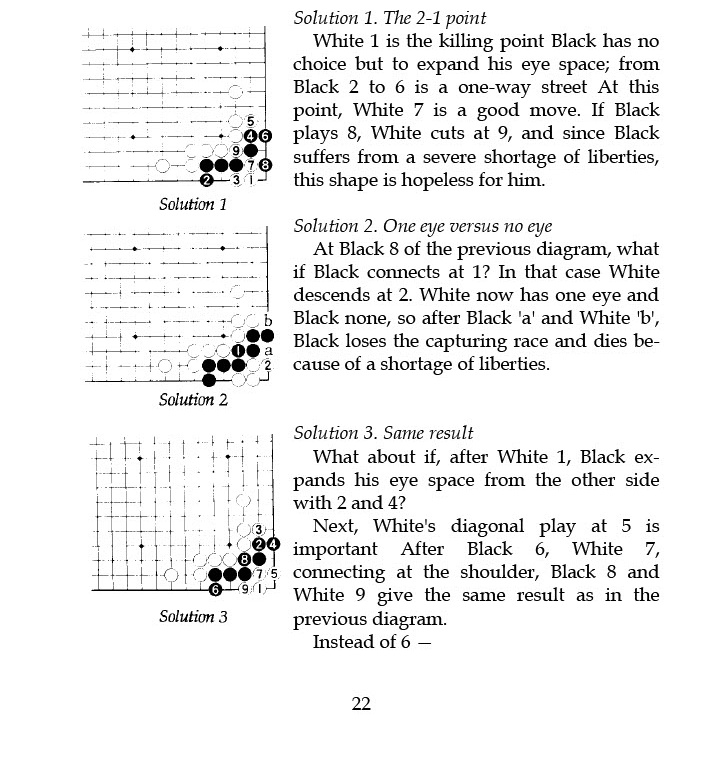 Solution 1. The 2-1 point
White 1 is the killing point Black has no
choice but to expand his eye space; from
Black 2 to 6 is a one-way street At this
point, White 7 is a good move. If Black
plays 8, White cuts at 9, and since Black
suffers from a severe shortage of liberties,
this shape is hopeless for him.
5
4 6
9
7 8
2 3 1
Solution 1
Solution 2. One eye versus no eye
At Black 8 of the previous diagram, what
if Black connects at 1? In that case White
descends at 2. White now has one eye and
Black none, so after Black 'a' and White 'b',
Black loses the capturing race and dies be-
cause of a shortage of liberties.
b
1 a
2
Solution 2
Solution 3. Same result
What about if, after White 1, Black ex-
pands his eye space from the other side
with 2 and 4?
Next, White's diagonal play at 5 is
important After Black 6, White 7,
connecting at the shoulder, Black 8 and
White 9 give the same result as in the
previous diagram.
Instead of 6 —
3
2 4
8
7 5
6 9 1
Solution 3
22